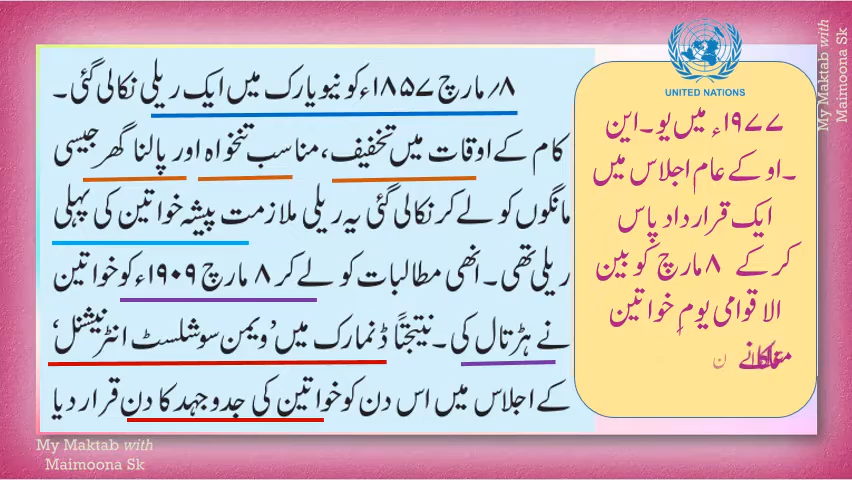 ۸؍ مارچ ۱۸۵۷ء کو نیویارک میں ایک ریلی نکالی گئی۔
کام کے اوقات میں تخفیف، مناسب تنخواہ اور پالنا گھر جیسی
مانگوں کو لے کر نکالی گئی یہ ریلی ملازمت پیشہ خواتین کی پہلی
ریلی تھی۔ انھی مطالبات کو لے کر ۸ مارچ ۱۹۰۹ء کو خواتین
نے ہڑتال کی۔ نتیجتاً ڈنمارک میں ’ویمن سوشلسٹ انٹرنیشنل‘
کے اجلاس میں اس دن کو خواتین کی جدوجہد کا دن قرار دیا
UNITED NATIONS
۱۹۷۷ء میں یو۔این
۔او کے عام اجلاس میں
ایک قرارداد پاس
کر کے ۸ مارچ کو بین
الاقوامی یومِ خواتین
My Maktab with
Maimoona Sk
My Maktab with
Maimoona Sk